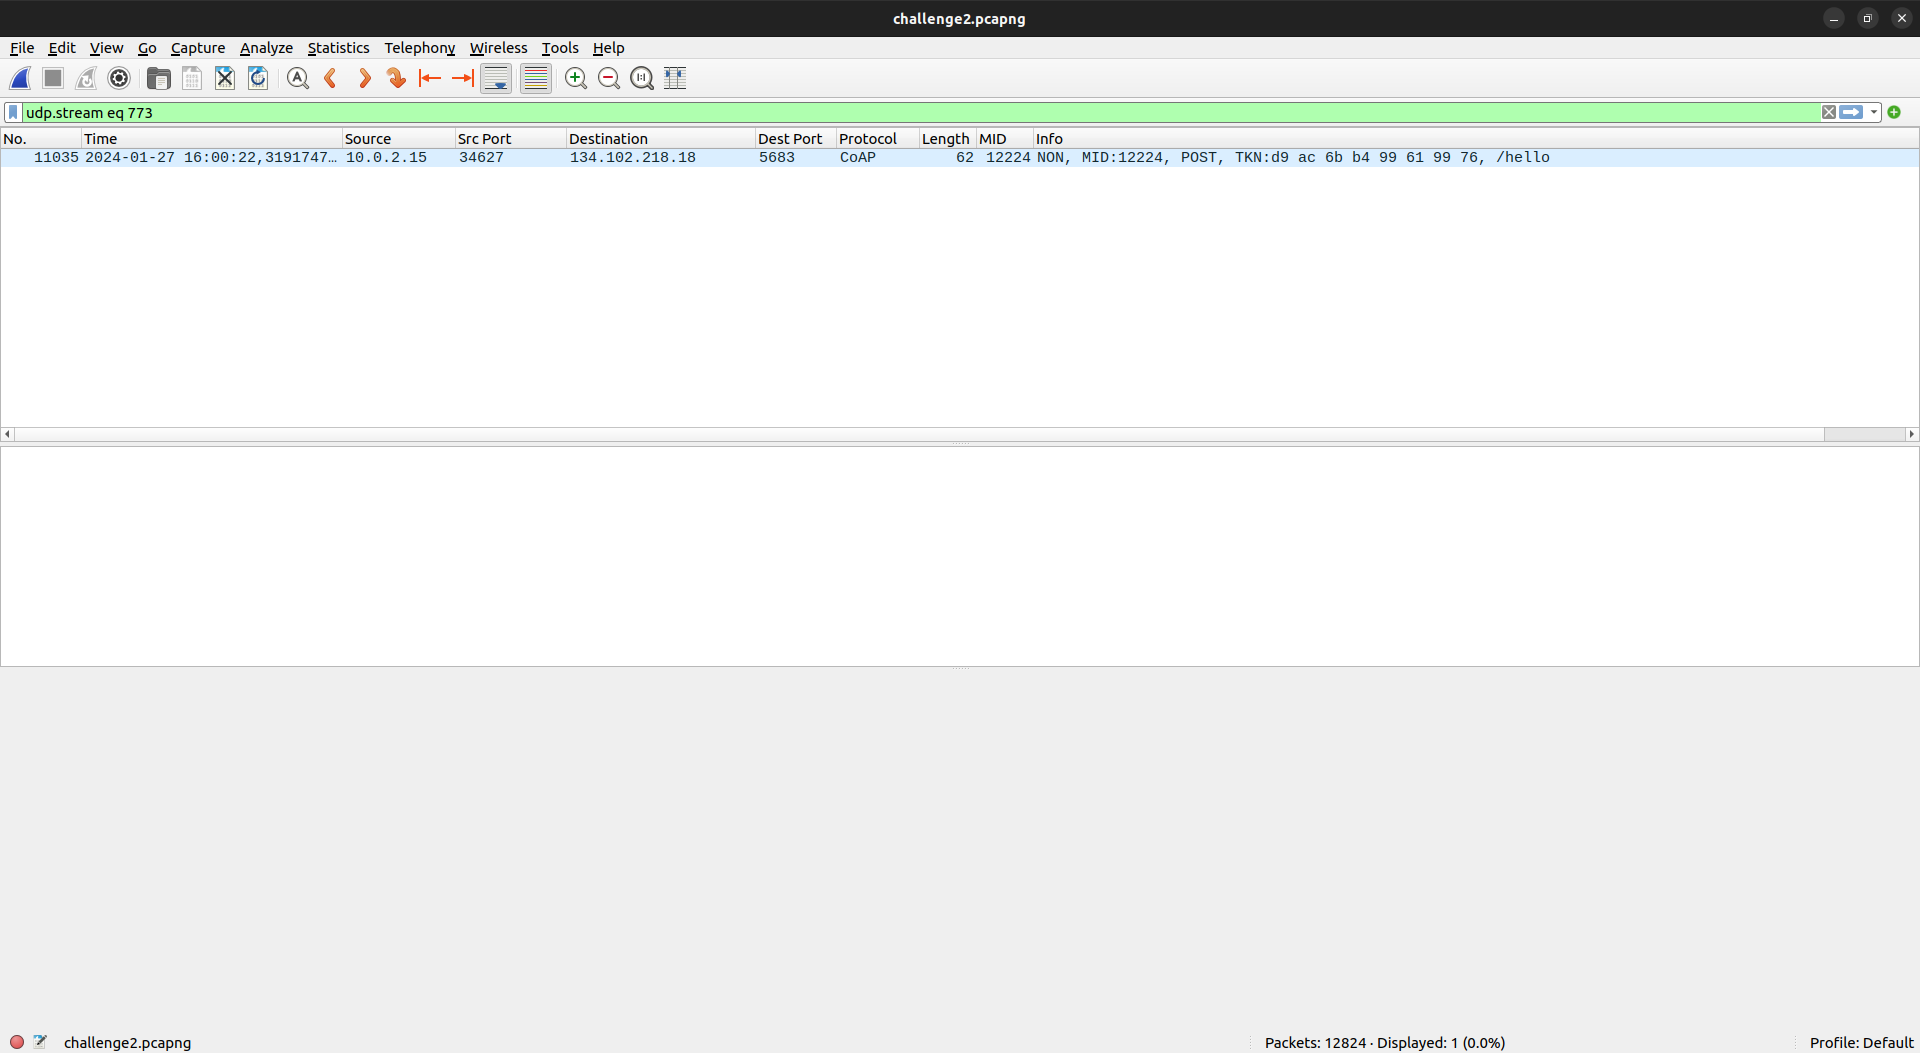 challenge2.pcapng
File Edit View Go Capture Analyze Statistics Telephony Wireless Tools Help
udp.stream eq 773
No. Time Source Src Port Destination Dest Port Protocol Length MID Info
11035 2024-01-27 16:00:22,3191747… 10.0.2.15 34627 134.102.218.18 5683 CoAP 62 12224 NON, MID:12224, POST, TKN:d9 ac 6b b4 99 61 99 76, /hello
challenge2.pcapng Packets: 12824 · Displayed: 1 (0.0%) Profile: Default